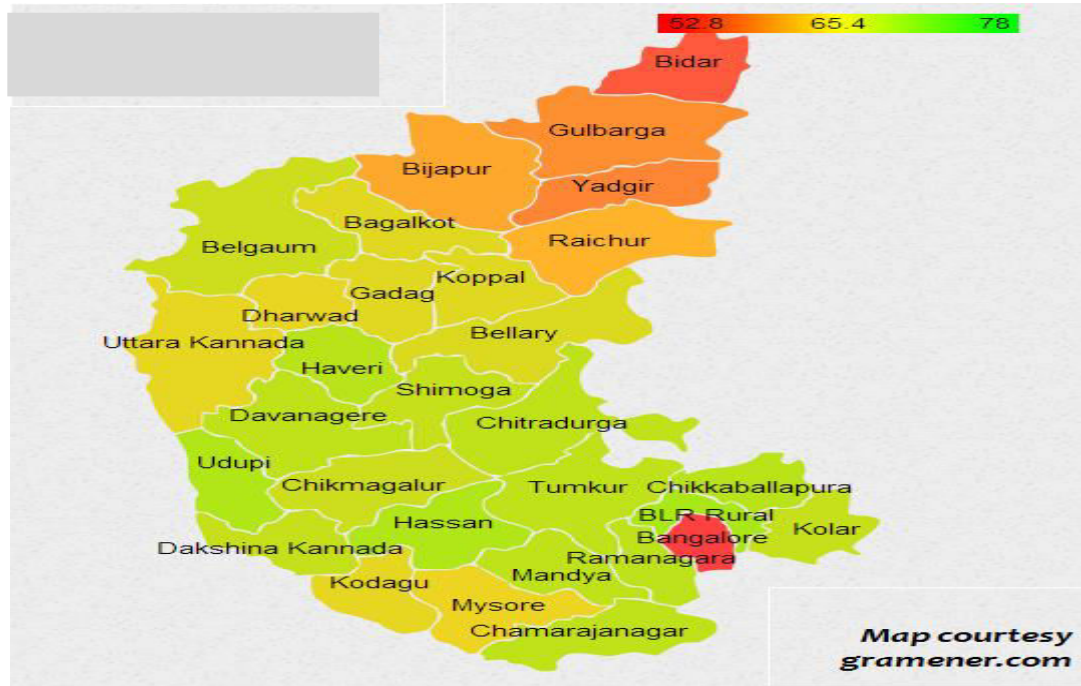 52.8 65.4 78
Bidar
Gulbarga
Bijapur
Yadgir
Bagalkot
Raichur
Belgaum
Koppal
Gadag
Dharwad
Bellary
Uttara Kannada
Haveri
Shimoga
Davanagere
Chitradurga
Udupi
Chikmagalur
Tumkur
Chikkaballapura
Hassan
BLR Rural
Kolar
Bangalore
Dakshina Kannada
Ramanagara
Mandya
Kodagu
Mysore
Chamarajanagar
Map courtesy
gramener.com